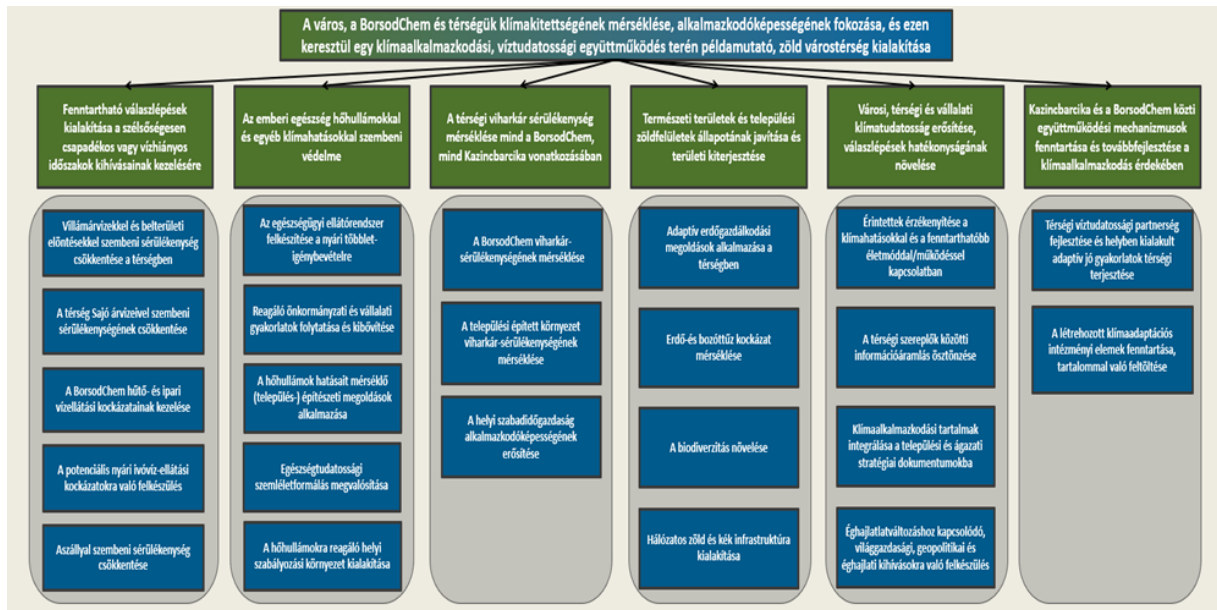 A város, a BorsodChem és térségük klímakitettségének mérséklése, alkalmazkodóképességének fokozása, és ezen
keresztül egy klímaalkalmazkodási, víztudatossági együttműködés terén példamutató, zöld várostérség kialakítása
Fenntartható válaszlépések
kialakítása a szélsőségesen
csapadékos vagy vízhiányos
időszakok kihívásainak kezelésére
Villámárvizekkel és belterületi
elöntésekkel szembeni sérülékenység
csökkentése a térségben
A térség Sajó árvizeivel szembeni
sérülékenységének csökkentése
A BorsodChem hűtő- és ipari
vízellátási kockázatainak kezelése
A potenciális nyári ivóvíz-ellátási
kockázatokra való felkészülés
Aszállyal szembeni sérülékenység
csökkentése
Az emberi egészség hőhullámokkal
és egyéb klímahatásokkal szembeni
védelme
Az egészségügyi ellátórendszer
felkészítése a nyári többlet-
igénybevételre
Reagáló önkormányzati és vállalati
gyakorlatok folytatása és kibővítése
A hőhullámok hatásait mérséklő
(település-) építészeti megoldások
alkalmazása
Egészségtudatossági
szemléletformálás megvalósítása
A hőhullámokra reagáló helyi
szabályozási környezet kialakítása
A térségi viharkár sérülékenység
mérséklése mind a BorsodChem,
mind Kazincbarcika vonatkozásában
A BorsodChem viharkár-
sérülékenységének mérséklése
A települési épített környezet
viharkár-sérülékenységének
mérséklése
A helyi szabadidőgazdaság
alkalmazkodóképességének
erősítése
Természeti területek és települési
zöldfelületek állapotának javítása és
területi kiterjesztése
Adaptív erdőgazdálkodási
megoldások alkalmazása a
térségben
Erdő-és bozóttűz kockázat
mérséklése
A biodiverzitás növelése
Hálózatos zöld és kék infrastruktúra
kialakítása
Városi, térségi és vállalati
klímatudatosság erősítése,
válaszlépések hatékonyságának
növelése
Érintettek érzékenyítése a
klímahatásokkal és a fenntarthatóbb
életmóddal/működéssel
kapcsolatban
A térségi szereplők közötti
információáramlás ösztönzése
Klímaalkalmazkodási tartalmak
integrálása a települési és ágazati
stratégiai dokumentumokba
Éghajlatlatváltozáshoz kapcsolódó,
világgazdasági, geopolitikai és
éghajlati kihívásokra való felkészülés
Kazincbarcika és a BorsodChem közti
együttműködési mechanizmusok
fenntartása és továbbfejlesztése a
klímaalkalmazkodás érdekében
Térségi víztudatossági partnerség
fejlesztése és helyben kialakult
adaptív jó gyakorlatok térségi
terjesztése
A létrehozott klímaadaptációs
intézményi elemek fenntartása,
tartalommal való feltöltése